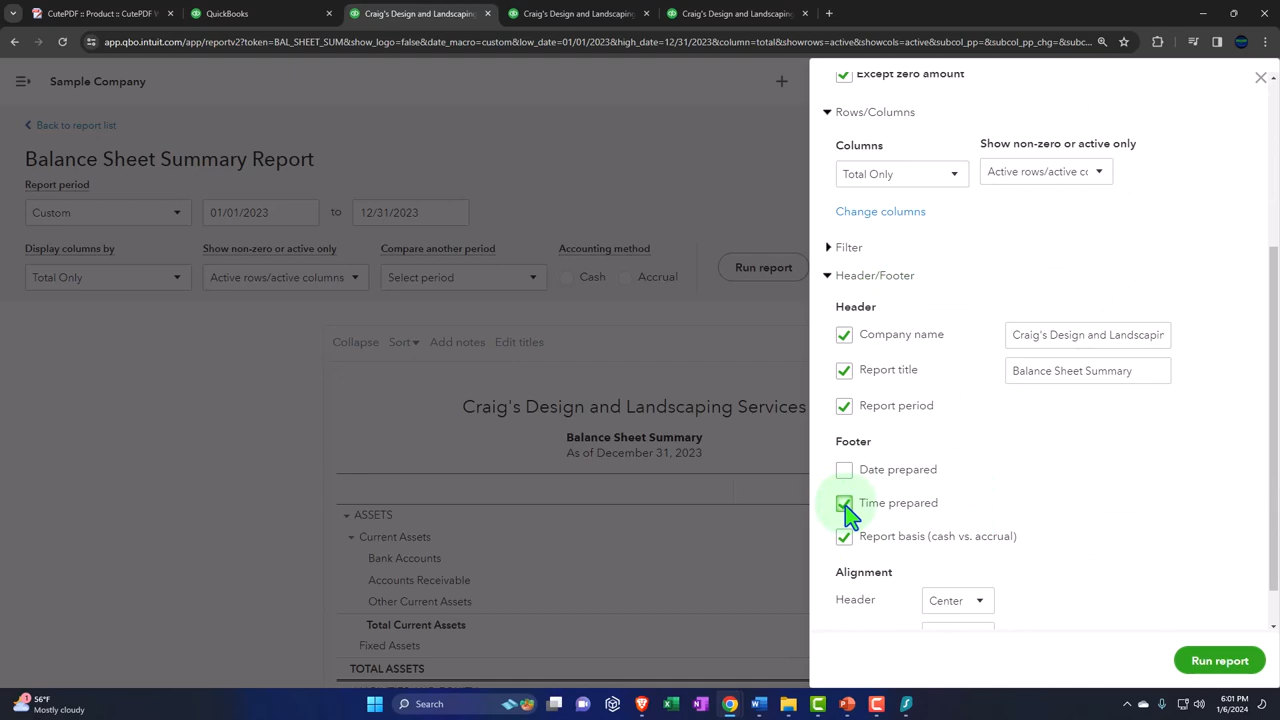 CutePDF - Create PDF for free
QuickBooks
Craig's Design and Landscaping
Craig's Design and Landscaping
Craig's Design and Landscaping
app.qbo.intuit.com/app/reportv2?token=BAL_SHEET_SUM&show_logo=false&date_macro=custom&low_date=01/01/2023&high_date=12/31/2023&column=total&showrows=active&subcol_pp=&subcol_pp_chg=&subc...
Sample Company
Back to report list
Balance Sheet Summary Report
Report period
Custom
01/01/2023
to
12/31/2023
Display columns by
Show non-zero or active only
Compare another period
Accounting method
Total Only
Active rows/active columns
Select period
Cash
Accrual
Run report
Collapse
Sort
Add notes
Edit titles
Craig's Design and Landscaping Services
Balance Sheet Summary
As of December 31, 2023
ASSETS
Current Assets
Bank Accounts
Accounts Receivable
Other Current Assets
Total Current Assets
Fixed Assets
TOTAL ASSETS
LIABILITIES AND EQUITY
Except zero amount
Rows/Columns
Columns
Show non-zero or active only
Total Only
Active rows/active cc
Change columns
Filter
Header/Footer
Header
Company name
Craig's Design and Landscapin
Report title
Balance Sheet Summary
Report period
Footer
Date prepared
Time prepared
Report basis (cash vs. accrual)
Alignment
Header
Center
Run report
56°F
Mostly cloudy
Search
6:01 PM
1/6/2024